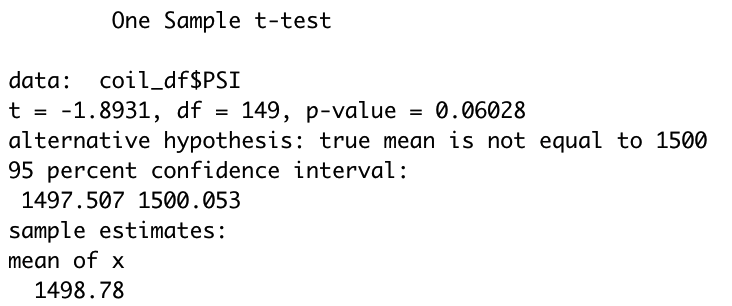 One Sample t-test
data:  coil_df$PSI
t = -1.8931, df = 149, p-value = 0.06028
alternative hypothesis: true mean is not equal to 1500
95 percent confidence interval:
1497.507 1500.053
sample estimates:
mean of x
1498.78